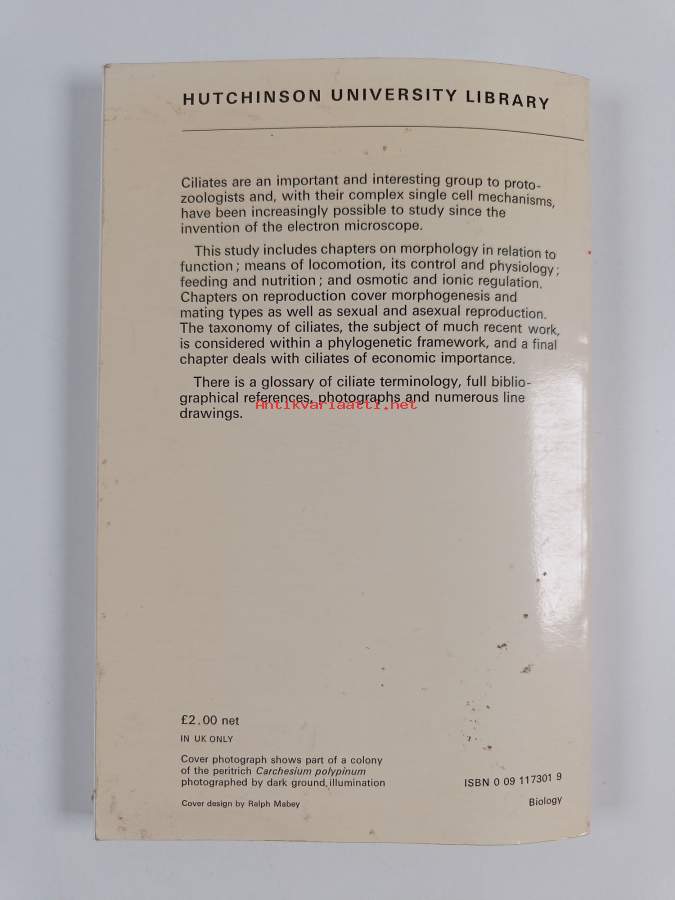 HUTCHINSON UNIVERSITY LIBRARY
Ciliates are an important and interesting group to proto-
zoologists and, with their complex single cell mechanisms,
have been increasingly possible to study since the
invention of the electron microscope.
This study includes chapters on morphology in relation to
function; means of locomotion, its control and physiology;
feeding and nutrition; and osmotic and ionic regulation.
Chapters on reproduction cover morphogenesis and
mating types as well as sexual and asexual reproduction.
The taxonomy of ciliates, the subject of much recent work,
is considered within a phylogenetic framework, and a final
chapter deals with ciliates of economic importance.
There is a glossary of ciliate terminology, full biblio-
graphical references, photographs and numerous line
Antikvariaatti.net
drawings.
£2.00 net
IN UK ONLY
Cover photograph shows part of a colony
of the peritrich Carchesium polypinum
photographed by dark ground illumination
Cover design by Ralph Mabey
ISBN 0 09 117301 9
Biology